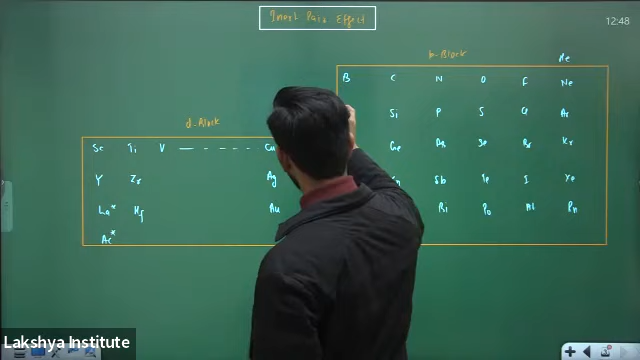 Inert Pair Effect
12:48
p-Block
He
B C N O F Ne
Si P S Cl Ar
d-Block
Sc Ti V Cu
Ge As Se Br Kr
Y Zr Ag
Sb Te I Xe
La* Hf Au
Bi Po At Rn
Ac*
Lakshya Institute